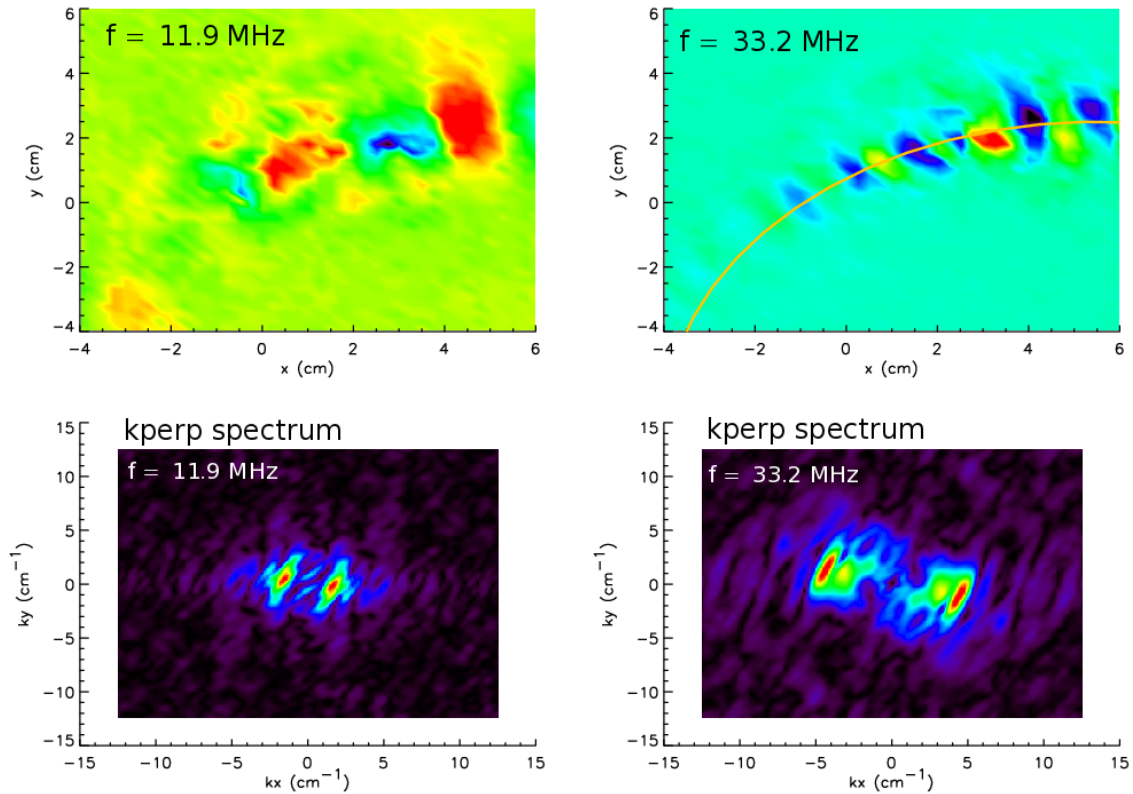 f = 11.9 MHz
6
4
2
0
−2
−4
y (cm)
−4 −2 0 2 4 6
x (cm)
f = 33.2 MHz
6
4
2
0
−2
−4
y (cm)
−4 −2 0 2 4 6
x (cm)
kperp spectrum
f = 11.9 MHz
15
10
5
0
−5
−10
−15
ky (cm⁻¹)
−15 −10 −5 0 5 10 15
kx (cm⁻¹)
kperp spectrum
f = 33.2 MHz
15
10
5
0
−5
−10
−15
ky (cm⁻¹)
−15 −10 −5 0 5 10 15
kx (cm⁻¹)